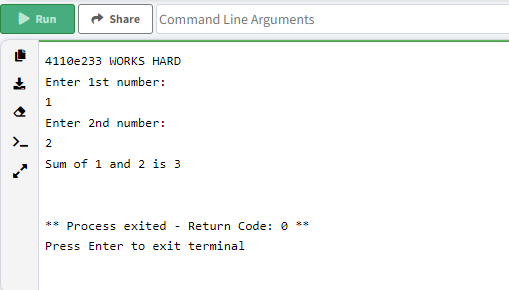 Run
Share
Command Line Arguments
4110e233 WORKS HARD
Enter 1st number:
1
Enter 2nd number:
2
Sum of 1 and 2 is 3
** Process exited - Return Code: 0 **
Press Enter to exit terminal